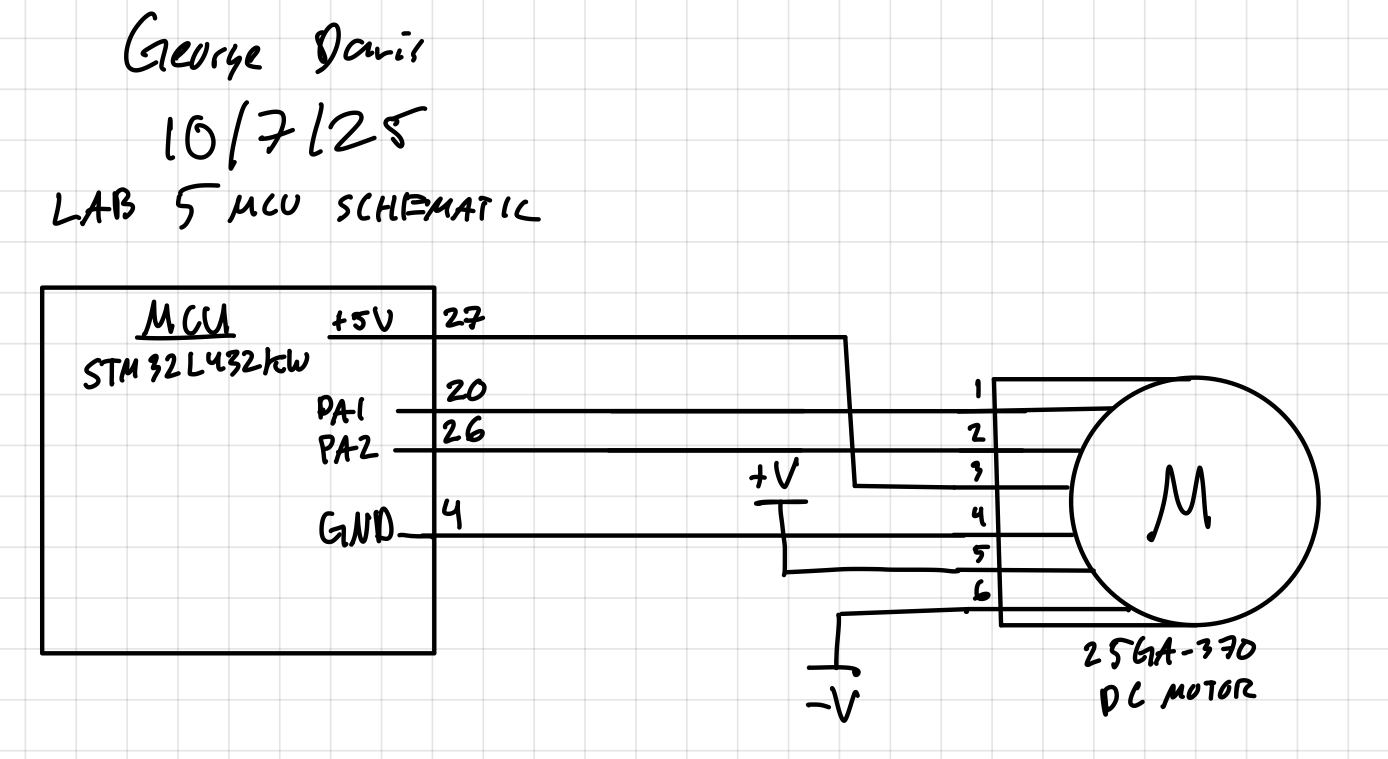 George Davis
10/7/25
LAB 5 MCU SCHEMATIC
MCU
STM32L432KW
+5V
27
PA1
20
PA2
26
GND
4
+V
-V
1
2
3
4
5
6
M
25GA-370
DC MOTOR